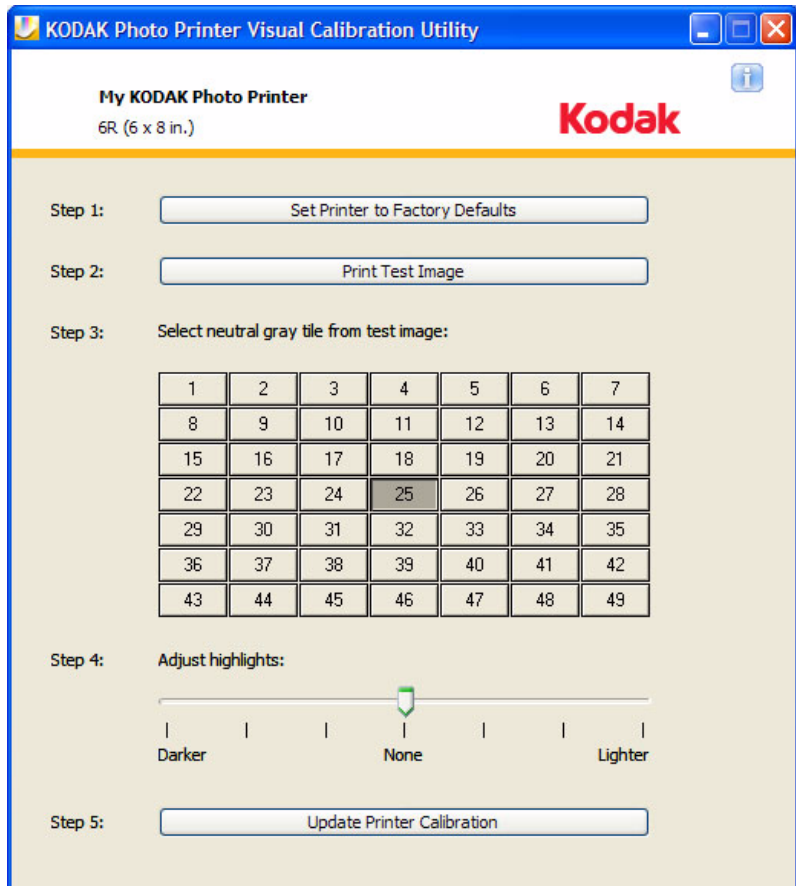 KODAK Photo Printer Visual Calibration Utility
My KODAK Photo Printer
6R (6 x 8 in.)
Kodak
Step 1: Set Printer to Factory Defaults
Step 2: Print Test Image
Step 3: Select neutral gray tile from test image:
1 2 3 4 5 6 7
8 9 10 11 12 13 14
15 16 17 18 19 20 21
22 23 24 25 26 27 28
29 30 31 32 33 34 35
36 37 38 39 40 41 42
43 44 45 46 47 48 49
Step 4: Adjust highlights:
Darker None Lighter
Step 5: Update Printer Calibration